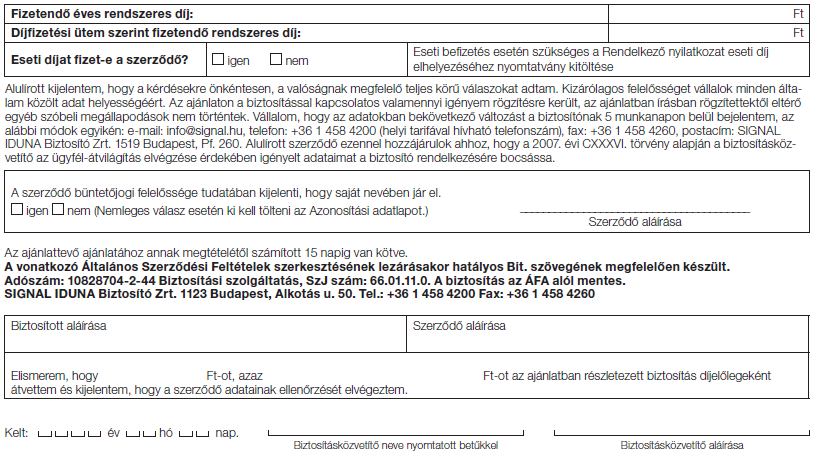 Fizetendő éves rendszeres díj: Ft
Díjfizetési ütem szerint fizetendő rendszeres díj: Ft
Eseti díjat fizet-e a szerződő? igen nem Eseti befizetés esetén szükséges a Rendelkező nyilatkozat eseti díj
elhelyezéséhez nyomtatvány kitöltése
Alulírott kijelentem, hogy a kérdésekre önkéntesen, a valóságnak megfelelő teljes körű válaszokat adtam. Kizárólagos felelősséget vállalok minden álta-
lam közölt adat helyességéért. Az ajánlaton a biztosítással kapcsolatos valamennyi igényem rögzítésre került, az ajánlatban írásban rögzítettektől eltérő
egyéb szóbeli megállapodások nem történtek. Vállalom, hogy az adatokban bekövetkező változást a biztosítónak 5 munkanapon belül bejelentem, az
alábbi módok egyikén: e-mail: info@signal.hu, telefon: +36 1 458 4200 (helyi tarifával hívható telefonszám), fax: +36 1 458 4260, postacím: SIGNAL
IDUNA Biztosító Zrt. 1519 Budapest, Pf. 260. Alulírott szerződő ezennel hozzájárulok ahhoz, hogy a 2007. évi CXXXVI. törvény alapján a biztosításköz-
vetítő az ügyfél-átvilágítás elvégzése érdekében igényelt adataimat a biztosító rendelkezésére bocsássa.
A szerződő büntetőjogi felelőssége tudatában kijelenti, hogy saját nevében jár el.
igen nem (Nemleges válasz esetén ki kell tölteni az Azonosítási adatlapot.)
Szerződő aláírása
Az ajánlattevő ajánlatához annak megtételétől számított 15 napig van kötve.
A vonatkozó Általános Szerződési Feltételek szerkesztésének lezárásakor hatályos Bit. szövegének megfelelően készült.
Adószám: 10828704-2-44 Biztosítási szolgáltatás, SzJ szám: 66.01.11.0. A biztosítás az ÁFA alól mentes.
SIGNAL IDUNA Biztosító Zrt. 1123 Budapest, Alkotás u. 50. Tel.: +36 1 458 4200 Fax: +36 1 458 4260
Biztosított aláírása Szerződő aláírása
Elismerem, hogy Ft-ot, azaz Ft-ot az ajánlatban részletezett biztosítás díjelőlegeként
átvettem és kijelentem, hogy a szerződő adatainak ellenőrzését elvégeztem.
Kelt: év hó nap.
Biztosításközvetítő neve nyomtatott betűkkel Biztosításközvetítő aláírása